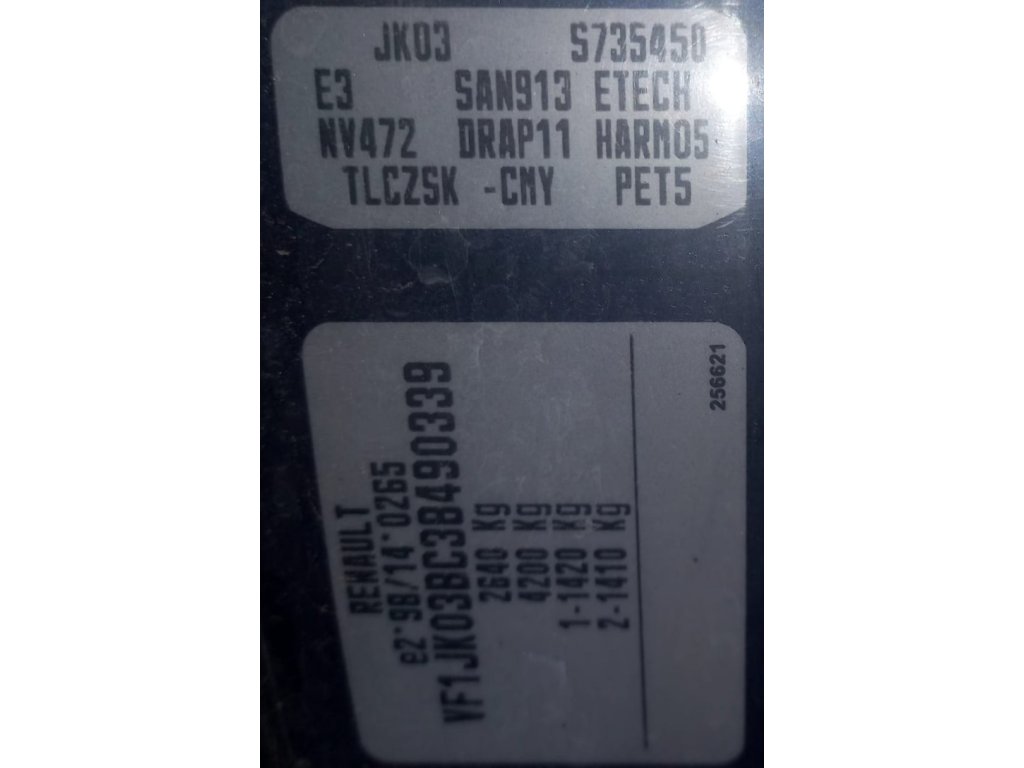 JK03 S735450
E3 SAN913 ETECH
NV472 DRAP11 HARM05
TLCZSK -CMY PET5
RENAULT
e2*98/14*0265
VF1JK03BC38490339
2640 Kg
4200 Kg
1-1420 Kg
2-1410 Kg
256621